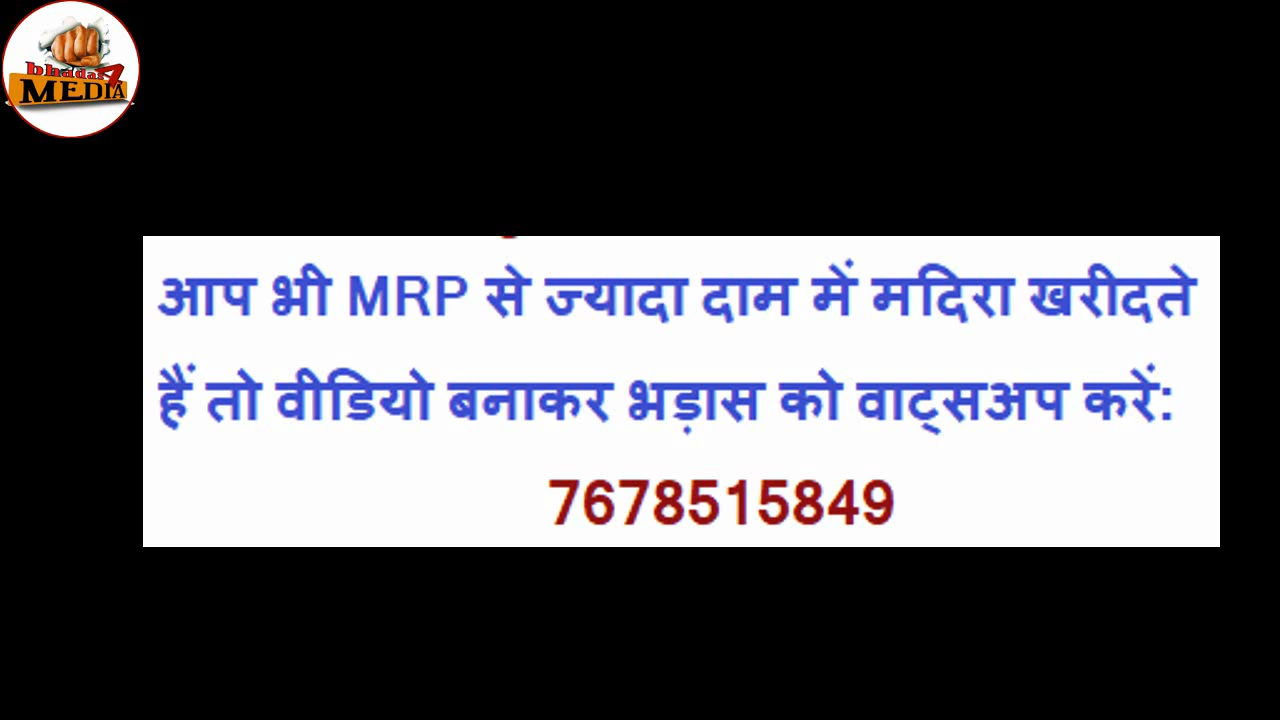 bhadas4
MEDIA
आप भी MRP से ज्यादा दाम में मदिरा खरीदते
हैं तो वीडियो बनाकर भड़ास को वाट्सअप करें:
7678515849